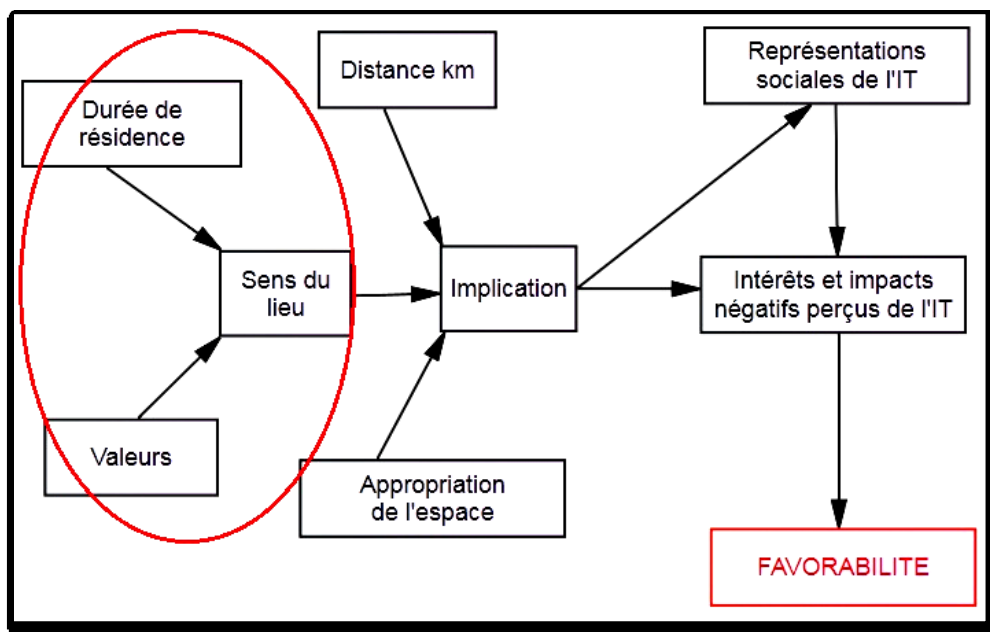 Durée de
résidence
Distance km
Représentations
sociales de l'IT
Sens du
lieu
Implication
Intérêts et impacts
négatifs perçus de l'IT
Valeurs
Appropriation
de l'espace
FAVORABILITE